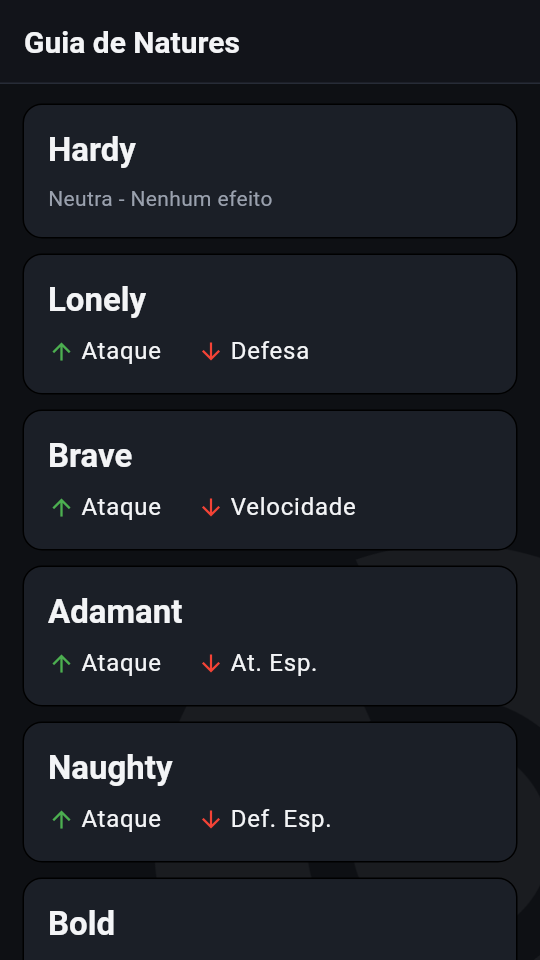 Guia de Natures
Hardy
Neutra - Nenhum efeito
Lonely
Ataque Defesa
Brave
Ataque Velocidade
Adamant
Ataque At. Esp.
Naughty
Ataque Def. Esp.
Bold